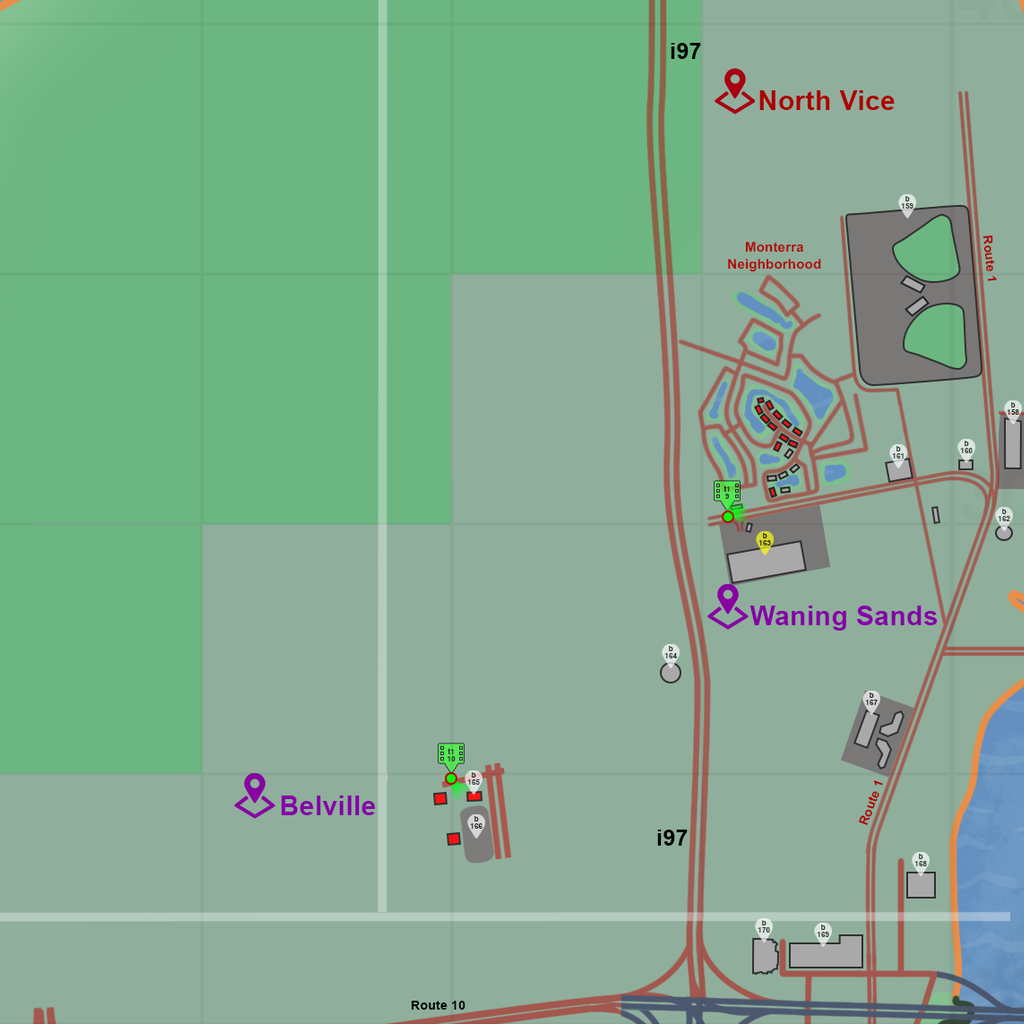 i97
North Vice
D
159
Monterra
Neighborhood
Route 1
D
158
D
161
D
160
t1
9
D
162
D
163
Waning Sands
D
164
D
167
t1
10
D
165
Belville
D
166
Route 1
i97
D
168
D
170
D
169
Route 10